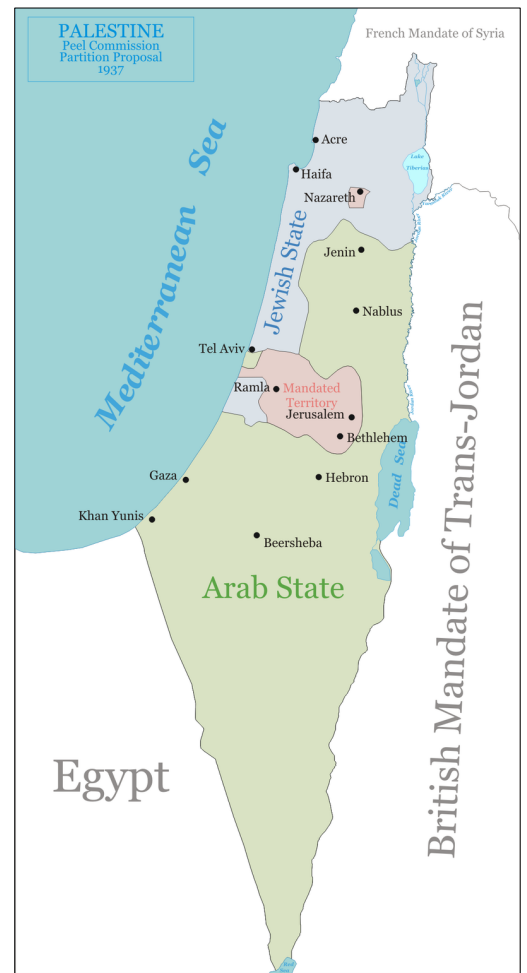 PALESTINE
Peel Commission
Partition Proposal
1937
French Mandate of Syria
Mediterranean Sea
Acre
Lake
Tiberias
Haifa
Nazareth
Jewish State
Jenin
Nablus
Tel Aviv
Ramla
Mandated
Territory
Jerusalem
Bethlehem
Dead Sea
Gaza
Hebron
Khan Yunis
Beersheba
Arab State
British Mandate of Trans-Jordan
Egypt
Red
Sea